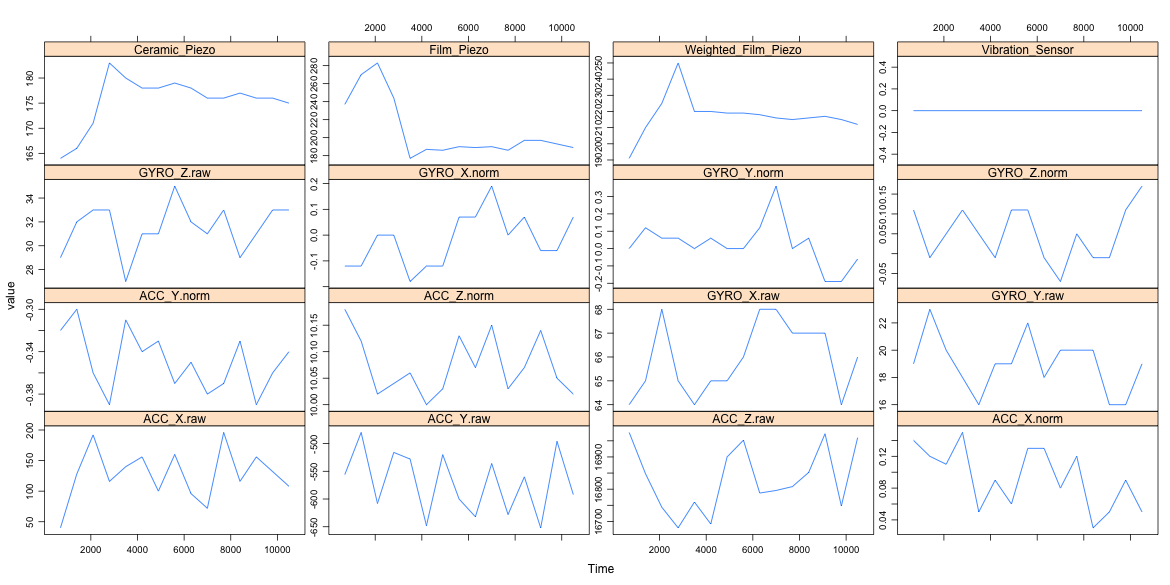 2000 4000 6000 8000 10000 2000 4000 6000 8000 10000
Ceramic_Piezo Film_Piezo Weighted_Film_Piezo Vibration_Sensor
165 170 175 180
180 200 220 240 260 280
190 200 210 220 230 240 250
-0.4 -0.2 0.0 0.2 0.4
GYRO_Z.raw GYRO_X.norm GYRO_Y.norm GYRO_Z.norm
28 30 32 34
-0.1 0.0 0.1 0.2
-0.2 -0.1 0.0 0.1 0.2 0.3
-0.05 0.05 0.10 0.15
ACC_Y.norm ACC_Z.norm GYRO_X.raw GYRO_Y.raw
-0.38 -0.34 -0.30
10.00 10.05 10.10 10.15
64 65 66 67 68
16 18 20 22
ACC_X.raw ACC_Y.raw ACC_Z.raw ACC_X.norm
50 100 150 200
-650 -600 -550 -500
16700 16800 16900
0.04 0.08 0.12
2000 4000 6000 8000 10000 2000 4000 6000 8000 10000
value
Time